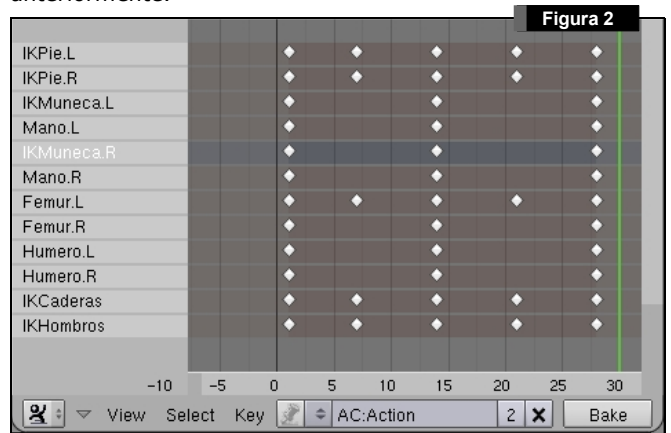 anteriormente.
Figura 2
IKPie.L
IKPie.R
IKMuneca.L
Mano.L
IKMuneca.R
Mano.R
Femur.L
Femur.R
Humero.L
Humero.R
IKCaderas
IKHombros
-10 -5 0 5 10 15 20 25 30
View Select Key AC:Action 2 Bake